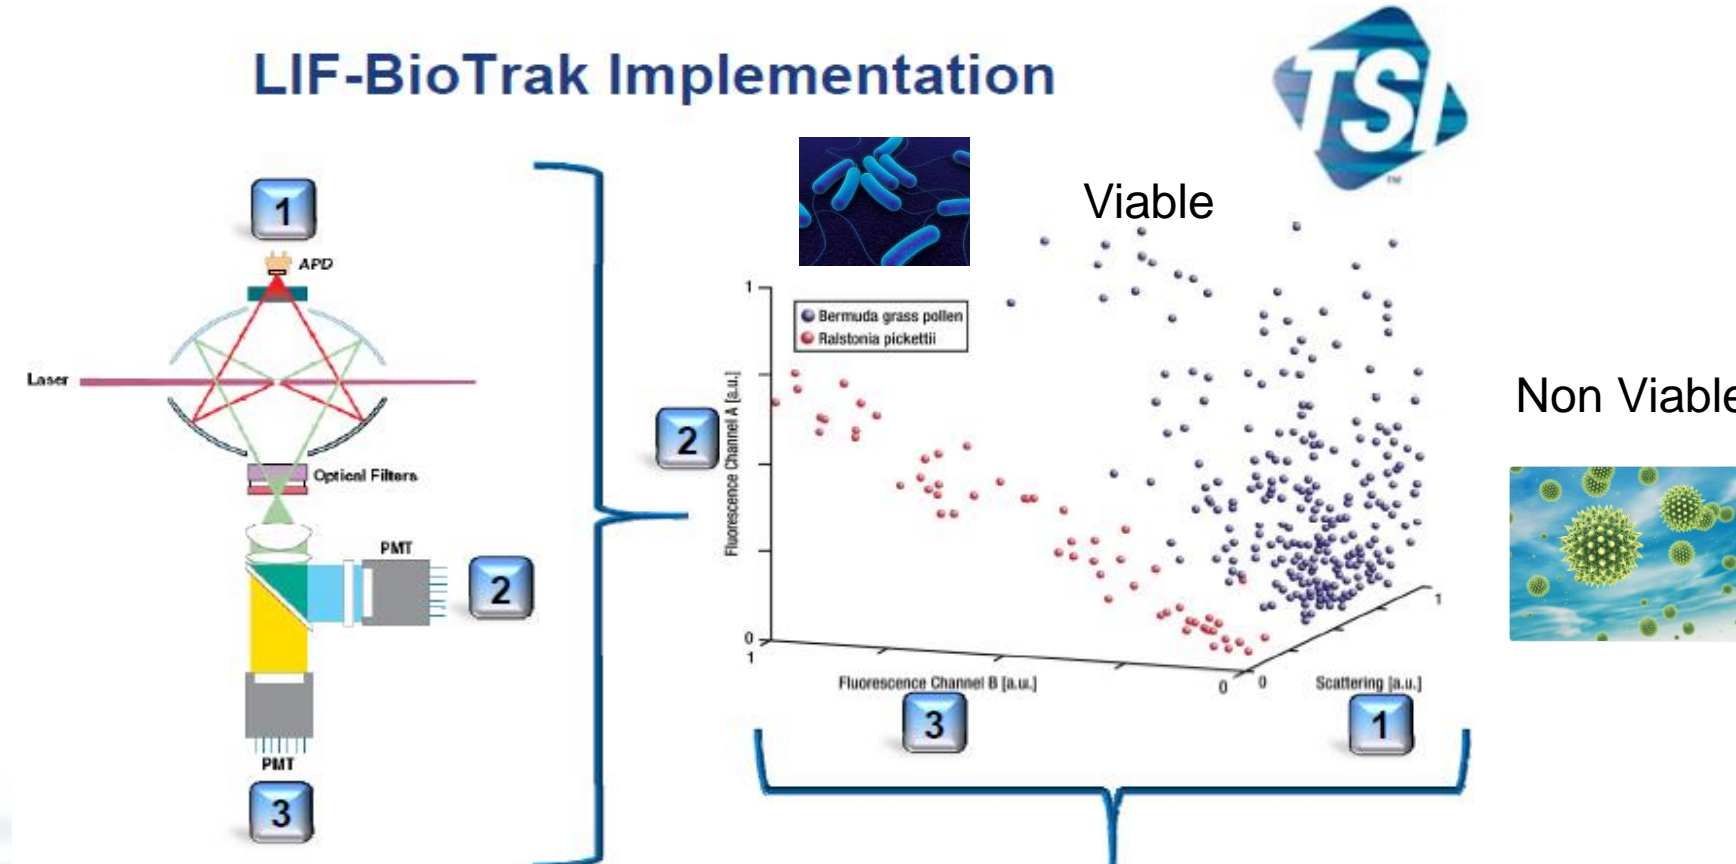 LIF-BioTrak Implementation
TSI
TM
1
APD
Laser
Optical Filters
PMT
2
PMT
3
Viable
Non Viable
Bermuda grass pollen
Ralstonia pickettii
2
Fluorescence Channel A [a.u.]
1
0
1
Fluorescence Channel B [a.u.]
0
0
Scattering [a.u.]
1
3
1